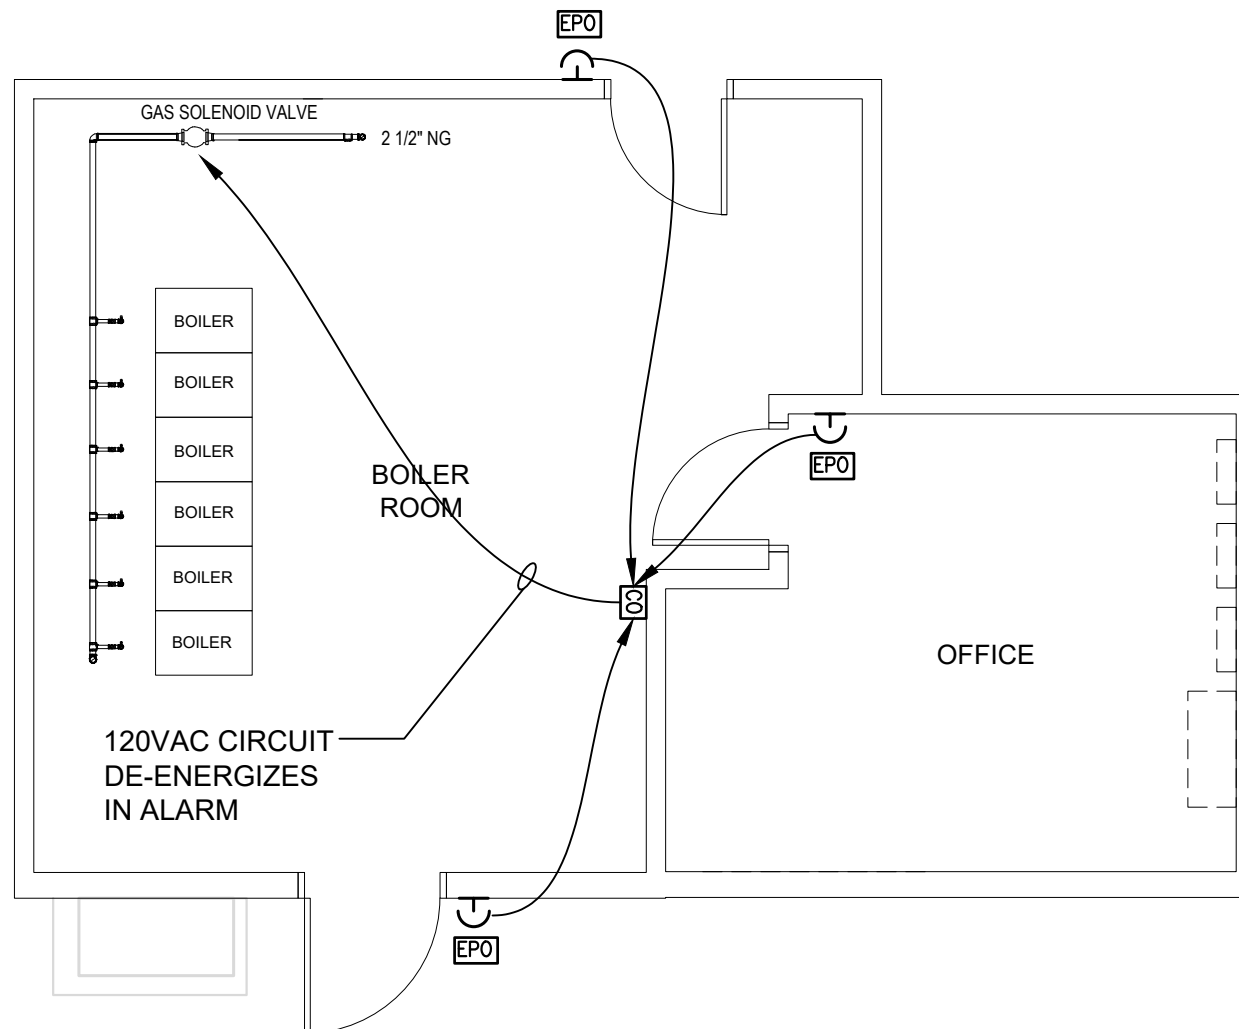 EPO
GAS SOLENOID VALVE
2 1/2" NG
BOILER
BOILER
BOILER
BOILER
BOILER
BOILER
BOILER
ROOM
EPO
CO
OFFICE
120VAC CIRCUIT
DE-ENERGIZES
IN ALARM
EPO